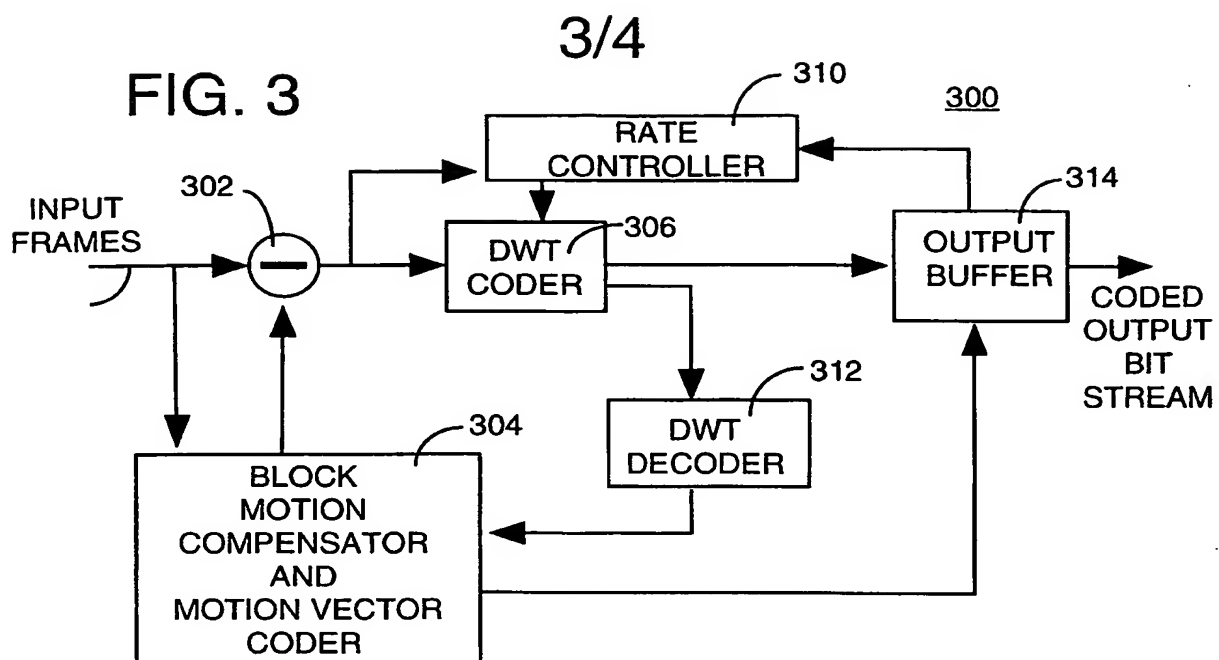 3/4
FIG. 3
310
300
RATE
CONTROLLER
302
314
INPUT
FRAMES
DWT
306
CODER
OUTPUT
BUFFER
CODED
OUTPUT
BIT
STREAM
312
DWT
DECODER
304
BLOCK
MOTION
COMPENSATOR
AND
MOTION VECTOR
CODER